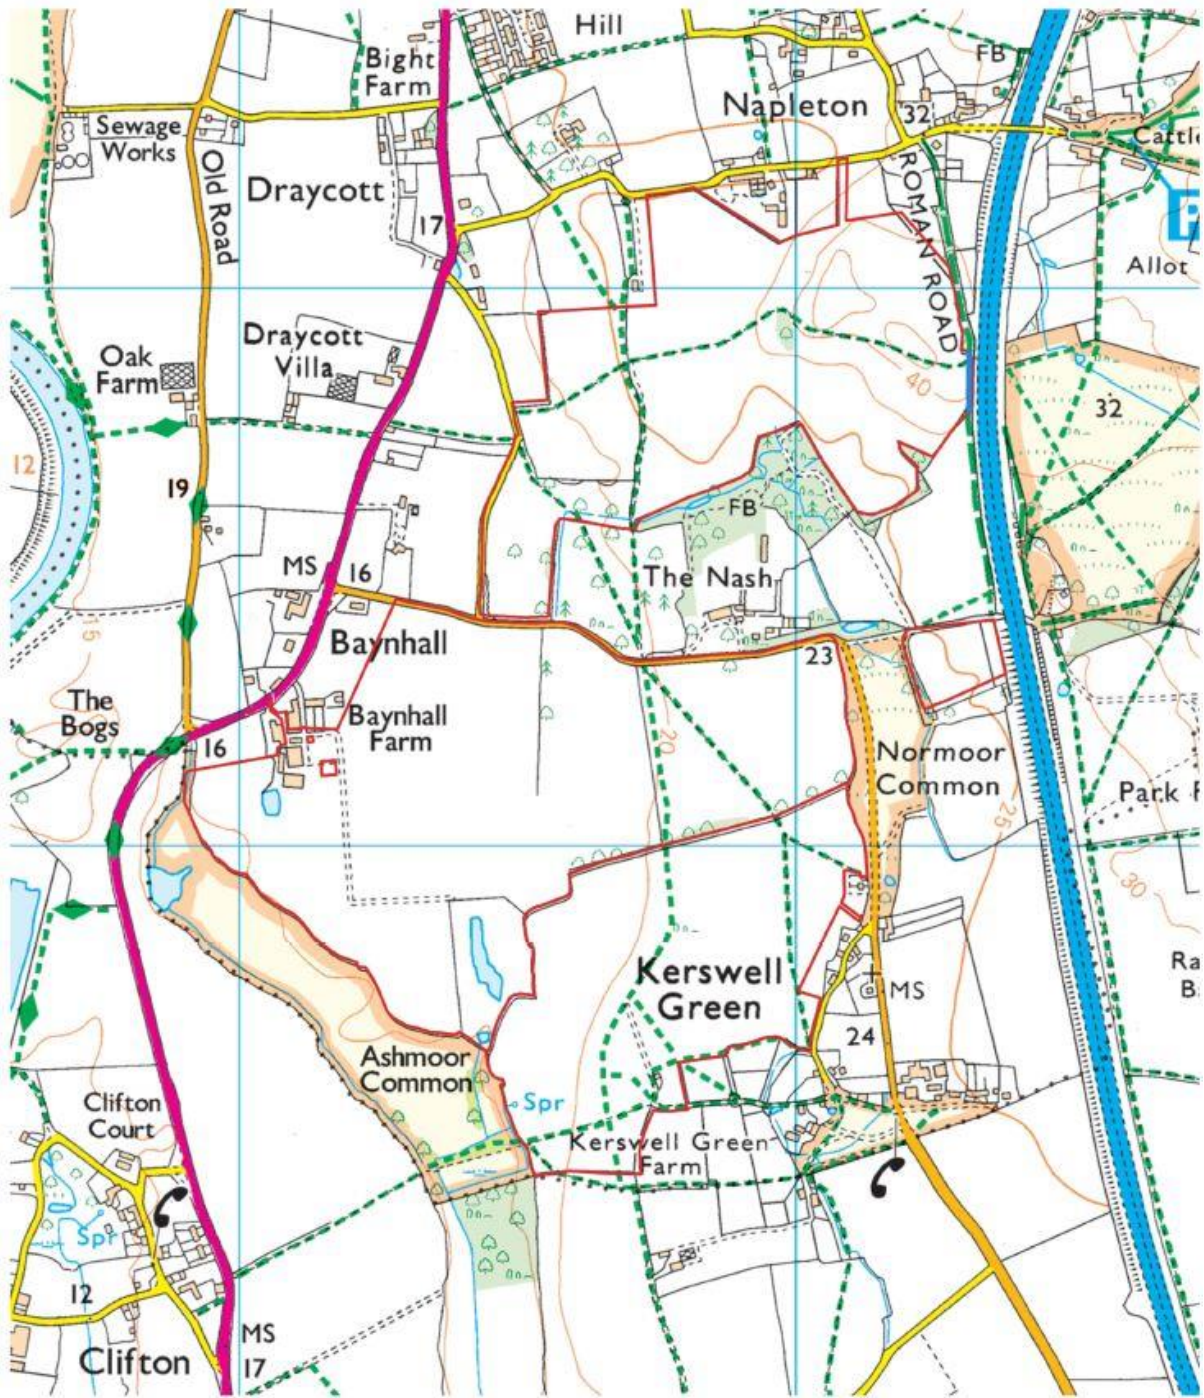 Hill
Bight
Farm
FB
Napleton
32
Sewage
Works
Old Road
Draycott
17
ROMAN ROAD
Allot
Draycott
Villa
Oak
Farm
40
32
12
19
FB
MS
16
The Nash
15
Baynhall
23
The
Bogs
16
Baynhall
Farm
20
Normoor
Common
25
Park
30
Kerswell
Green
MS
Ra
B
24
Ashmoor
Common
Clifton
Court
Spr
Kerswell Green
Farm
Spr
12
MS
17
Clifton